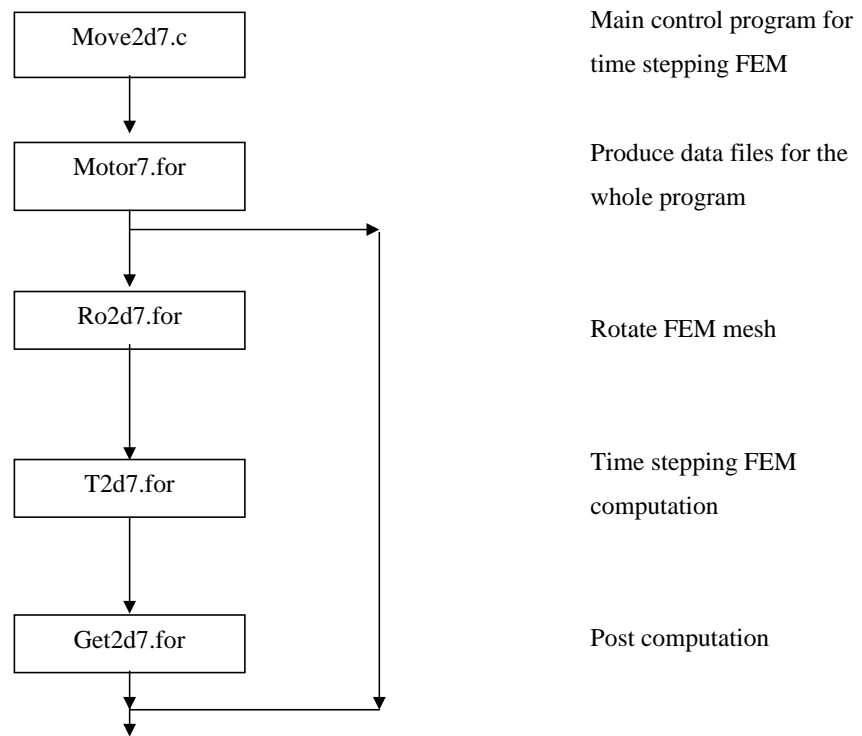 Move2d7.c
Main control program for
time stepping FEM
Motor7.for
Produce data files for the
whole program
Ro2d7.for
Rotate FEM mesh
T2d7.for
Time stepping FEM
computation
Get2d7.for
Post computation